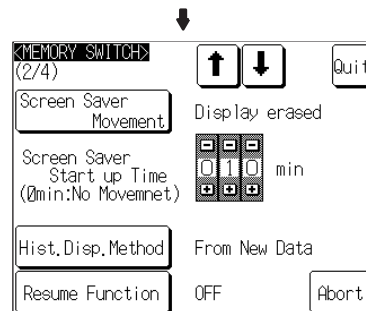 <MEMORY SWITCH>
(2/4)
Quit
Screen Saver
Movement
Display erased
Screen Saver
Start up Time
(0min:No Movemnet)
010 min
Hist.Disp.Method
From New Data
Resume Function
OFF
Abort